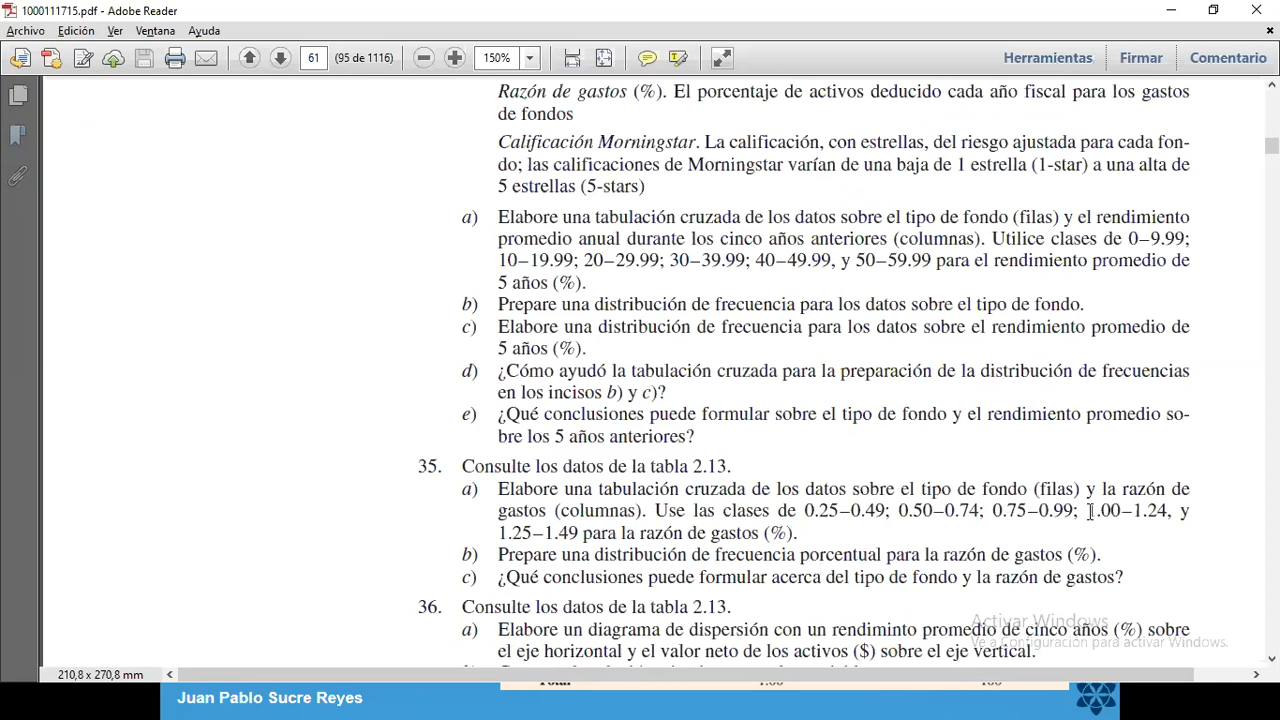 1000111715.pdf - Adobe Reader
Archivo Edición Ver Ventana Ayuda
61 (95 de 1116) 150% Herramientas Firmar Comentario
Razón de gastos (%). El porcentaje de activos deducido cada año fiscal para los gastos
de fondos
Calificación Morningstar. La calificación, con estrellas, del riesgo ajustada para cada fon-
do; las calificaciones de Morningstar varían de una baja de 1 estrella (1-star) a una alta de
5 estrellas (5-stars)
a) Elabore una tabulación cruzada de los datos sobre el tipo de fondo (filas) y el rendimiento
promedio anual durante los cinco años anteriores (columnas). Utilice clases de 0–9.99;
10–19.99; 20–29.99; 30–39.99; 40–49.99, y 50–59.99 para el rendimiento promedio de
5 años (%).
b) Prepare una distribución de frecuencia para los datos sobre el tipo de fondo.
c) Elabore una distribución de frecuencia para los datos sobre el rendimiento promedio de
5 años (%).
d) ¿Cómo ayudó la tabulación cruzada para la preparación de la distribución de frecuencias
en los incisos b) y c)?
e) ¿Qué conclusiones puede formular sobre el tipo de fondo y el rendimiento promedio so-
bre los 5 años anteriores?
35. Consulte los datos de la tabla 2.13.
a) Elabore una tabulación cruzada de los datos sobre el tipo de fondo (filas) y la razón de
gastos (columnas). Use las clases de 0.25–0.49; 0.50–0.74; 0.75–0.99; 1.00–1.24, y
1.25–1.49 para la razón de gastos (%).
b) Prepare una distribución de frecuencia porcentual para la razón de gastos (%).
c) ¿Qué conclusiones puede formular acerca del tipo de fondo y la razón de gastos?
36. Consulte los datos de la tabla 2.13.
a) Elabore un diagrama de dispersión con un rendiminto promedio de cinco años (%) sobre
el eje horizontal y el valor neto de los activos ($) sobre el eje vertical.
Activar Windows
Ve a Configuración para activar Windows.
210,8 x 270,8 mm
Juan Pablo Sucre Reyes